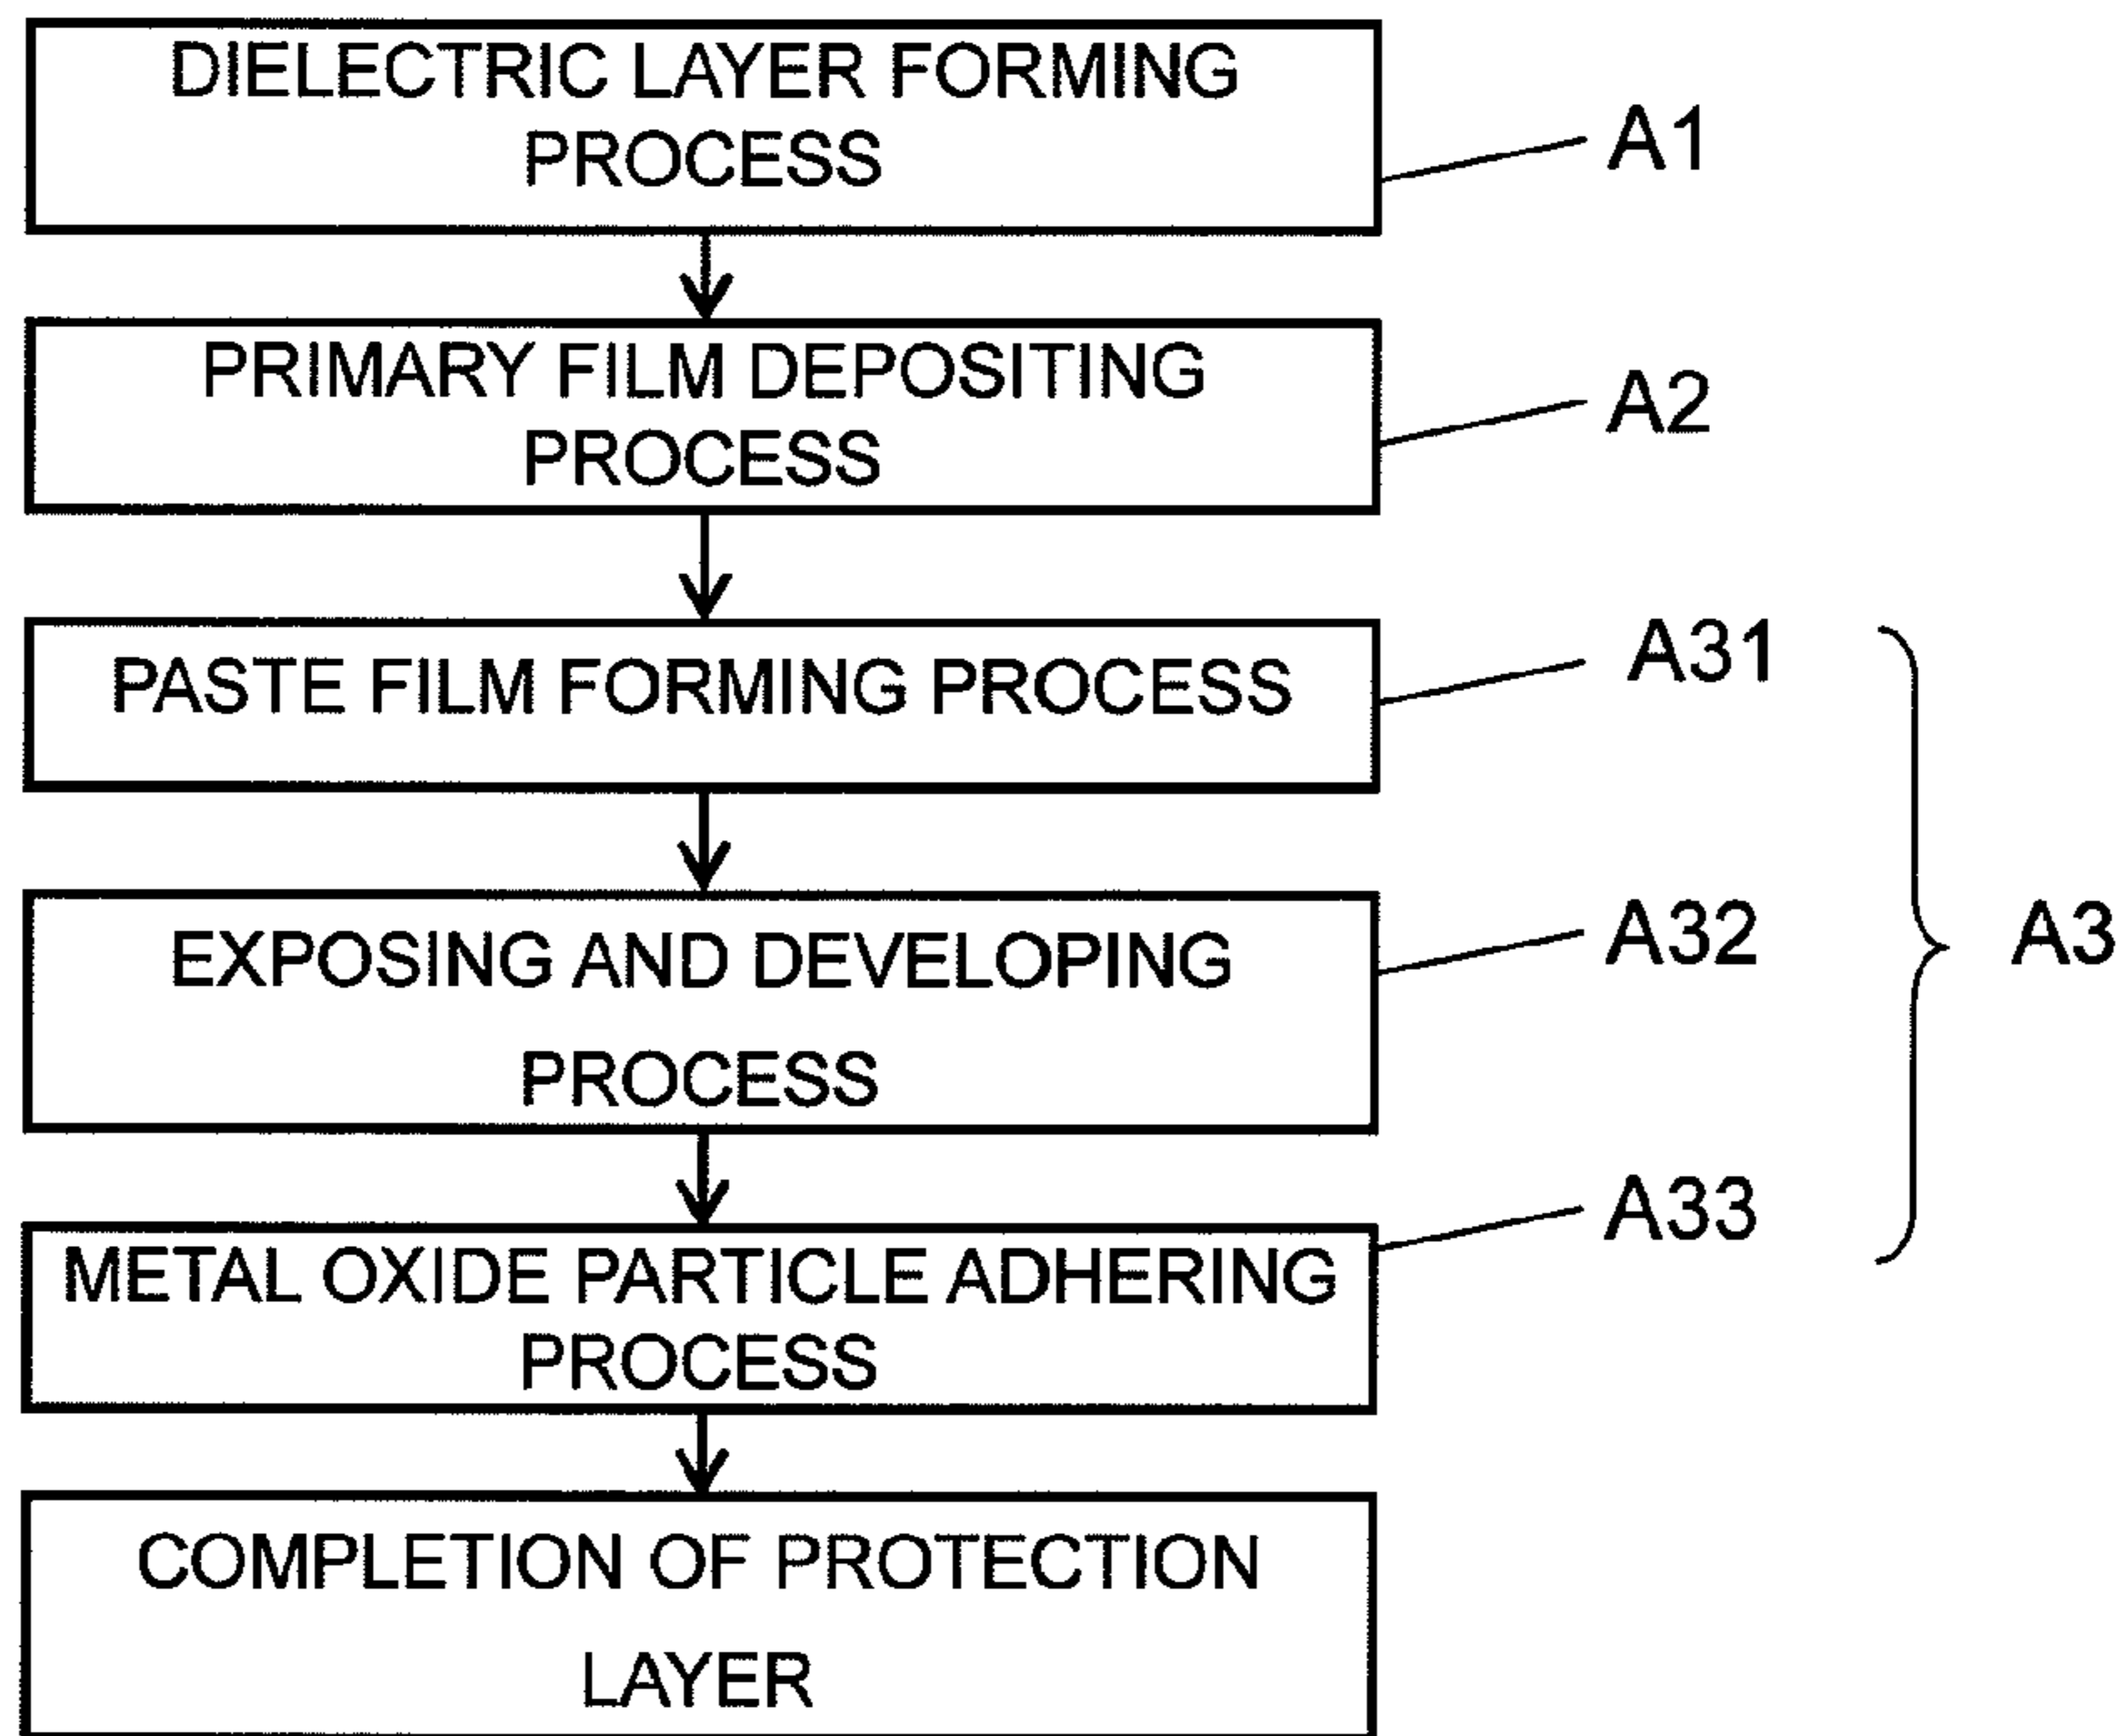 DIELECTRIC LAYER FORMING
PROCESS
A1
PRIMARY FILM DEPOSITING
PROCESS
A2
PASTE FILM FORMING PROCESS
A31
EXPOSING AND DEVELOPING
PROCESS
A32
A3
METAL OXIDE PARTICLE ADHERING
PROCESS
A33
COMPLETION OF PROTECTION
LAYER